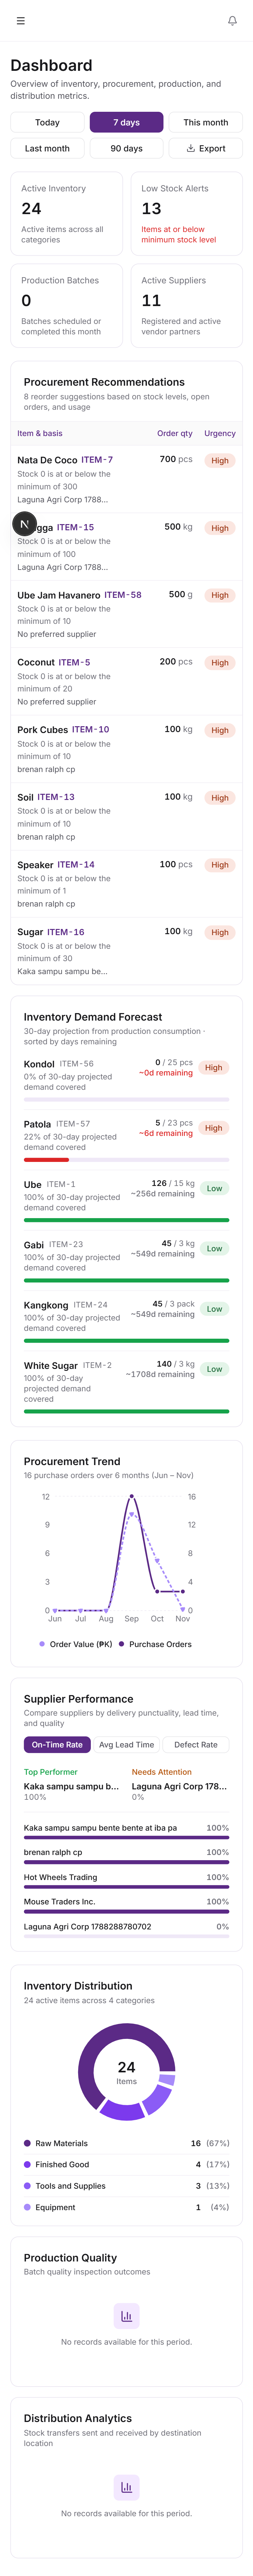 Dashboard
Overview of inventory, procurement, production, and
distribution metrics.
Today
7 days
This month
Last month
90 days
Export
Active Inventory
24
Active items across all
categories
Low Stock Alerts
13
Items at or below
minimum stock level
Production Batches
0
Batches scheduled or
completed this month
Active Suppliers
11
Registered and active
vendor partners
Procurement Recommendations
8 reorder suggestions based on stock levels, open
orders, and usage
Item & basis Order qty Urgency
Nata De Coco ITEM-7 700 pcs High
Stock 0 is at or below the
minimum of 300
Laguna Agri Corp 1788...
N
gga ITEM-15 500 kg High
Stock 0 is at or below the
minimum of 100
Laguna Agri Corp 1788...
Ube Jam Havanero ITEM-58 500 g High
Stock 0 is at or below the
minimum of 10
No preferred supplier
Coconut ITEM-5 200 pcs High
Stock 0 is at or below the
minimum of 20
No preferred supplier
Pork Cubes ITEM-10 100 kg High
Stock 0 is at or below the
minimum of 10
brenan ralph cp
Soil ITEM-13 100 kg High
Stock 0 is at or below the
minimum of 10
brenan ralph cp
Speaker ITEM-14 100 pcs High
Stock 0 is at or below the
minimum of 1
brenan ralph cp
Sugar ITEM-16 100 kg High
Stock 0 is at or below the
minimum of 30
Kaka sampu sampu be...
Inventory Demand Forecast
30-day projection from production consumption ·
sorted by days remaining
Kondol ITEM-56 0 / 25 pcs High
0% of 30-day projected ~0d remaining
demand covered
Patola ITEM-57 5 / 23 pcs High
22% of 30-day projected ~6d remaining
demand covered
Ube ITEM-1 126 / 15 kg Low
100% of 30-day projected ~256d remaining
demand covered
Gabi ITEM-23 45 / 3 kg Low
100% of 30-day projected ~549d remaining
demand covered
Kangkong ITEM-24 45 / 3 pack Low
100% of 30-day projected ~549d remaining
demand covered
White Sugar ITEM-2 140 / 3 kg Low
100% of 30-day ~1708d remaining
projected demand
covered
Procurement Trend
16 purchase orders over 6 months (Jun – Nov)
12 16
9 12
6 8
3 4
0 0
Jun Jul Aug Sep Oct Nov
Order Value (₱K) Purchase Orders
Supplier Performance
Compare suppliers by delivery punctuality, lead time,
and quality
On-Time Rate Avg Lead Time Defect Rate
Top Performer
Kaka sampu sampu b...
100%
Needs Attention
Laguna Agri Corp 178...
0%
Kaka sampu sampu bente bente at iba pa 100%
brenan ralph cp 100%
Hot Wheels Trading 100%
Mouse Traders Inc. 100%
Laguna Agri Corp 1788288780702 0%
Inventory Distribution
24 active items across 4 categories
24
Items
Raw Materials 16 (67%)
Finished Good 4 (17%)
Tools and Supplies 3 (13%)
Equipment 1 (4%)
Production Quality
Batch quality inspection outcomes
No records available for this period.
Distribution Analytics
Stock transfers sent and received by destination
location
No records available for this period.